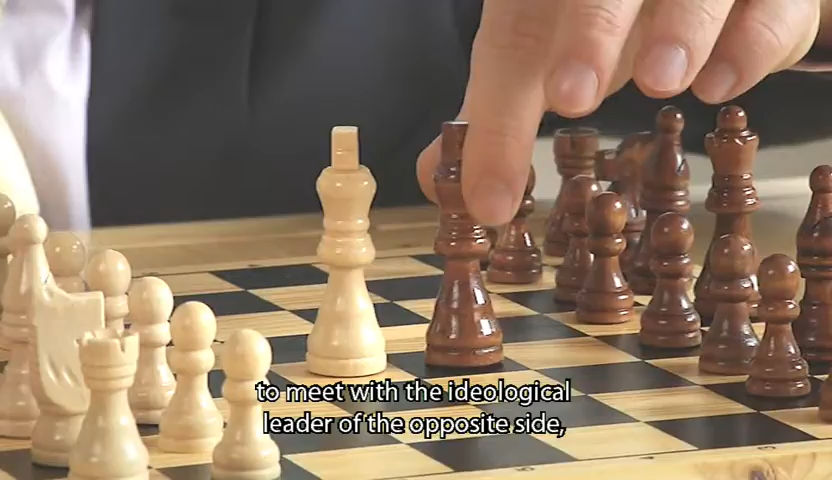 to meet with the ideological
leader of the opposite side,